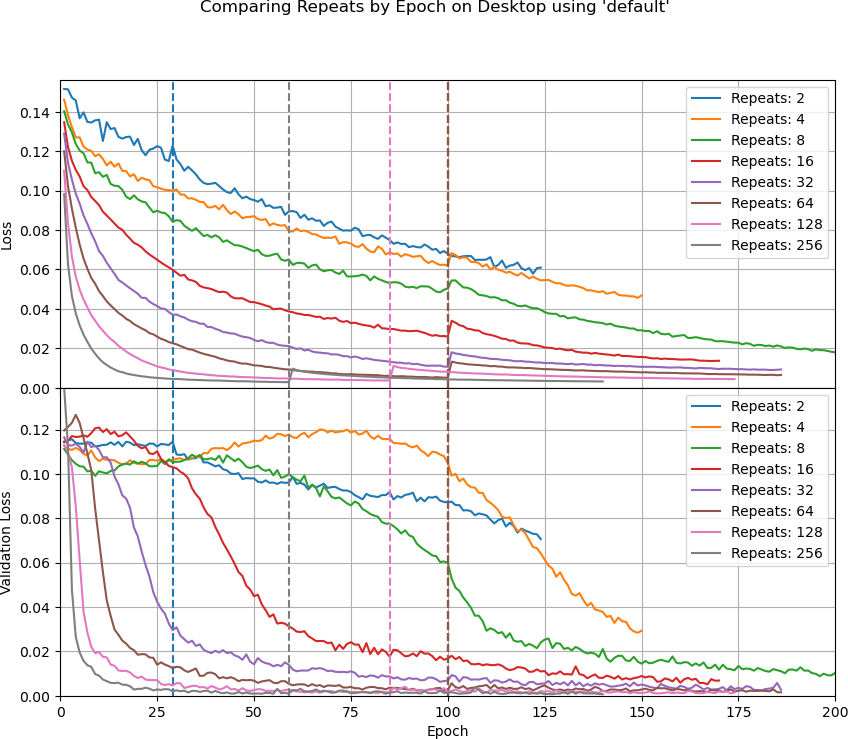 Comparing Repeats by Epoch on Desktop using 'default'
Loss
0.14
0.12
0.10
0.08
0.06
0.04
0.02
0.00
Repeats: 2
Repeats: 4
Repeats: 8
Repeats: 16
Repeats: 32
Repeats: 64
Repeats: 128
Repeats: 256
Validation Loss
0.12
0.10
0.08
0.06
0.04
0.02
0.00
Repeats: 2
Repeats: 4
Repeats: 8
Repeats: 16
Repeats: 32
Repeats: 64
Repeats: 128
Repeats: 256
0 25 50 75 100 125 150 175 200
Epoch